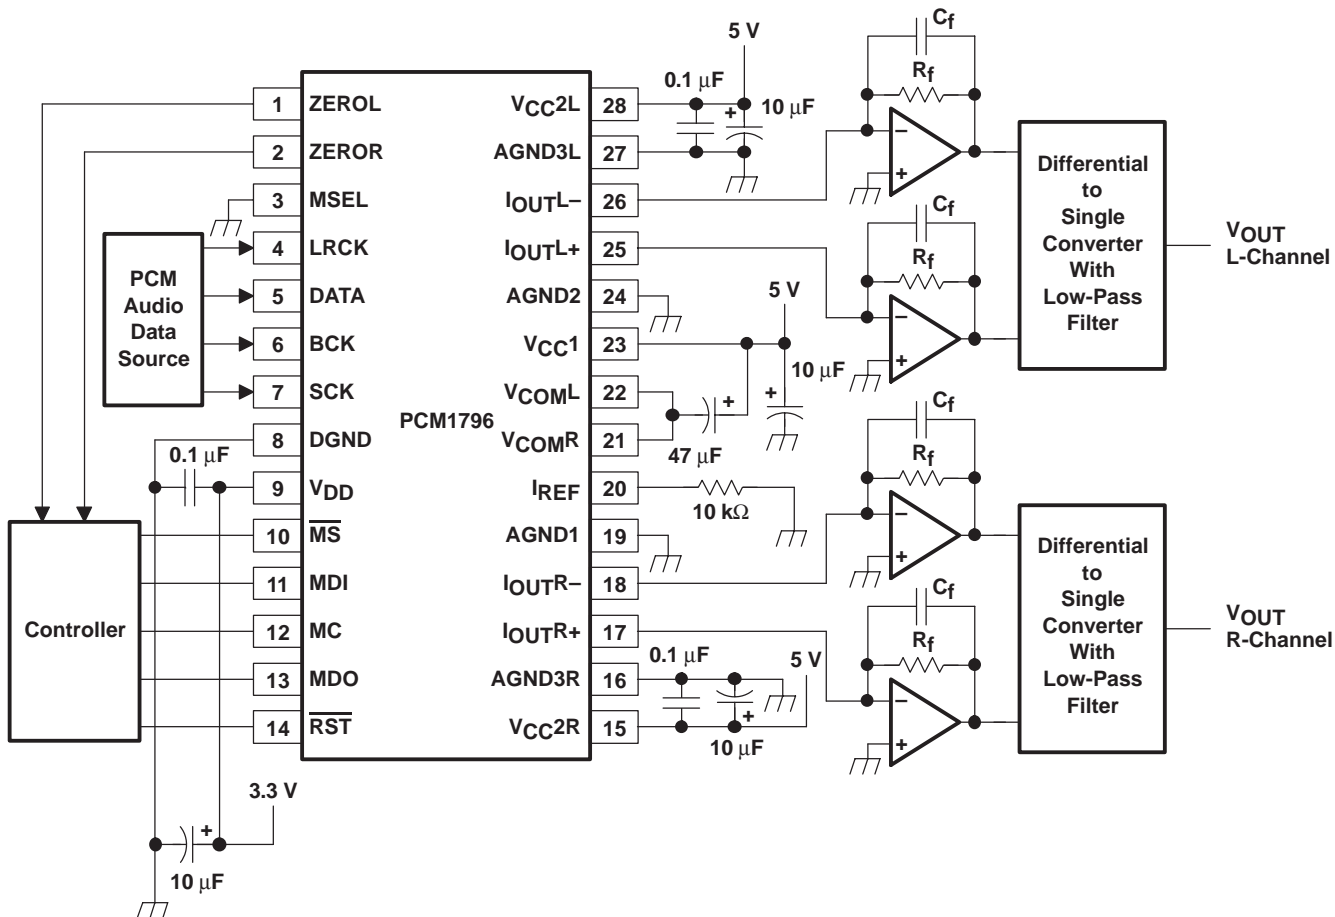 5 V
0.1 μF
10 μF
Cf
Rf
1 ZEROL
2 ZEROR
3 MSEL
4 LRCK
5 DATA
6 BCK
7 SCK
8 DGND
9 VDD
10 MS
11 MDI
12 MC
13 MDO
14 RST
PCM1796
VCC2L 28
AGND3L 27
IOUTL– 26
IOUTL+ 25
AGND2 24
VCC1 23
VCOML 22
VCOMR 21
IREF 20
AGND1 19
IOUTR– 18
IOUTR+ 17
AGND3R 16
VCC2R 15
PCM
Audio
Data
Source
0.1 μF
Controller
3.3 V
+
10 μF
+
5 V
10 μF
+
+
47 μF
10 kΩ
0.1 μF
5 V
+
10 μF
–
+
Cf
Rf
–
+
Differential
to
Single
Converter
With
Low-Pass
Filter
VOUT
L-Channel
Cf
Rf
–
+
Cf
Rf
–
+
Differential
to
Single
Converter
With
Low-Pass
Filter
VOUT
R-Channel